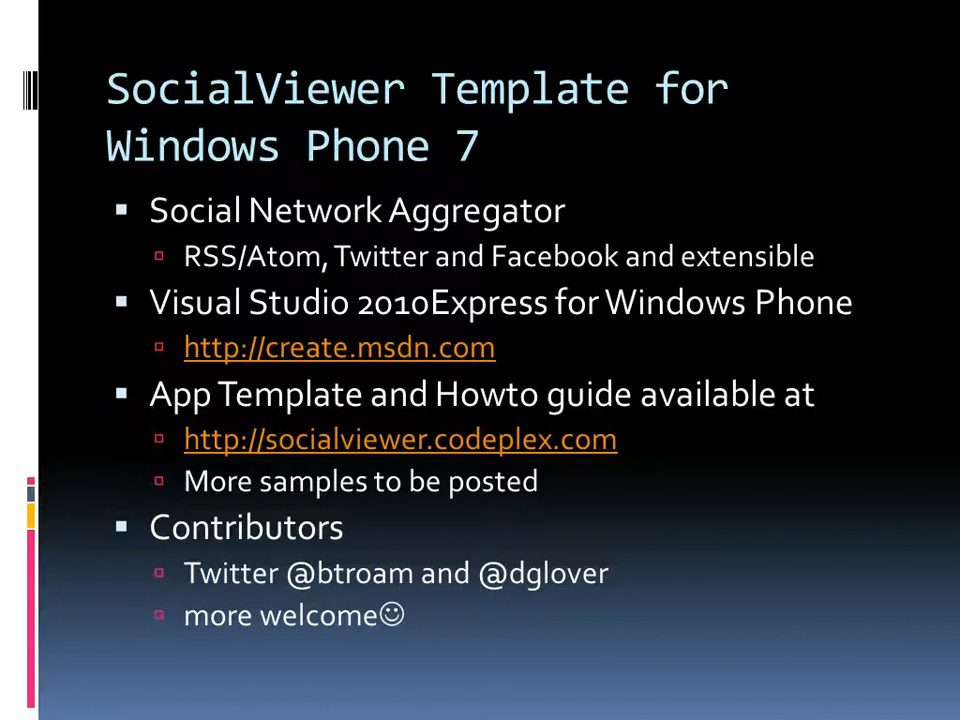 SocialViewer Template for
Windows Phone 7
Social Network Aggregator
RSS/Atom, Twitter and Facebook and extensible
Visual Studio 2010Express for Windows Phone
http://create.msdn.com
App Template and Howto guide available at
http://socialviewer.codeplex.com
More samples to be posted
Contributors
Twitter @btroam and @dglover
more welcome☺